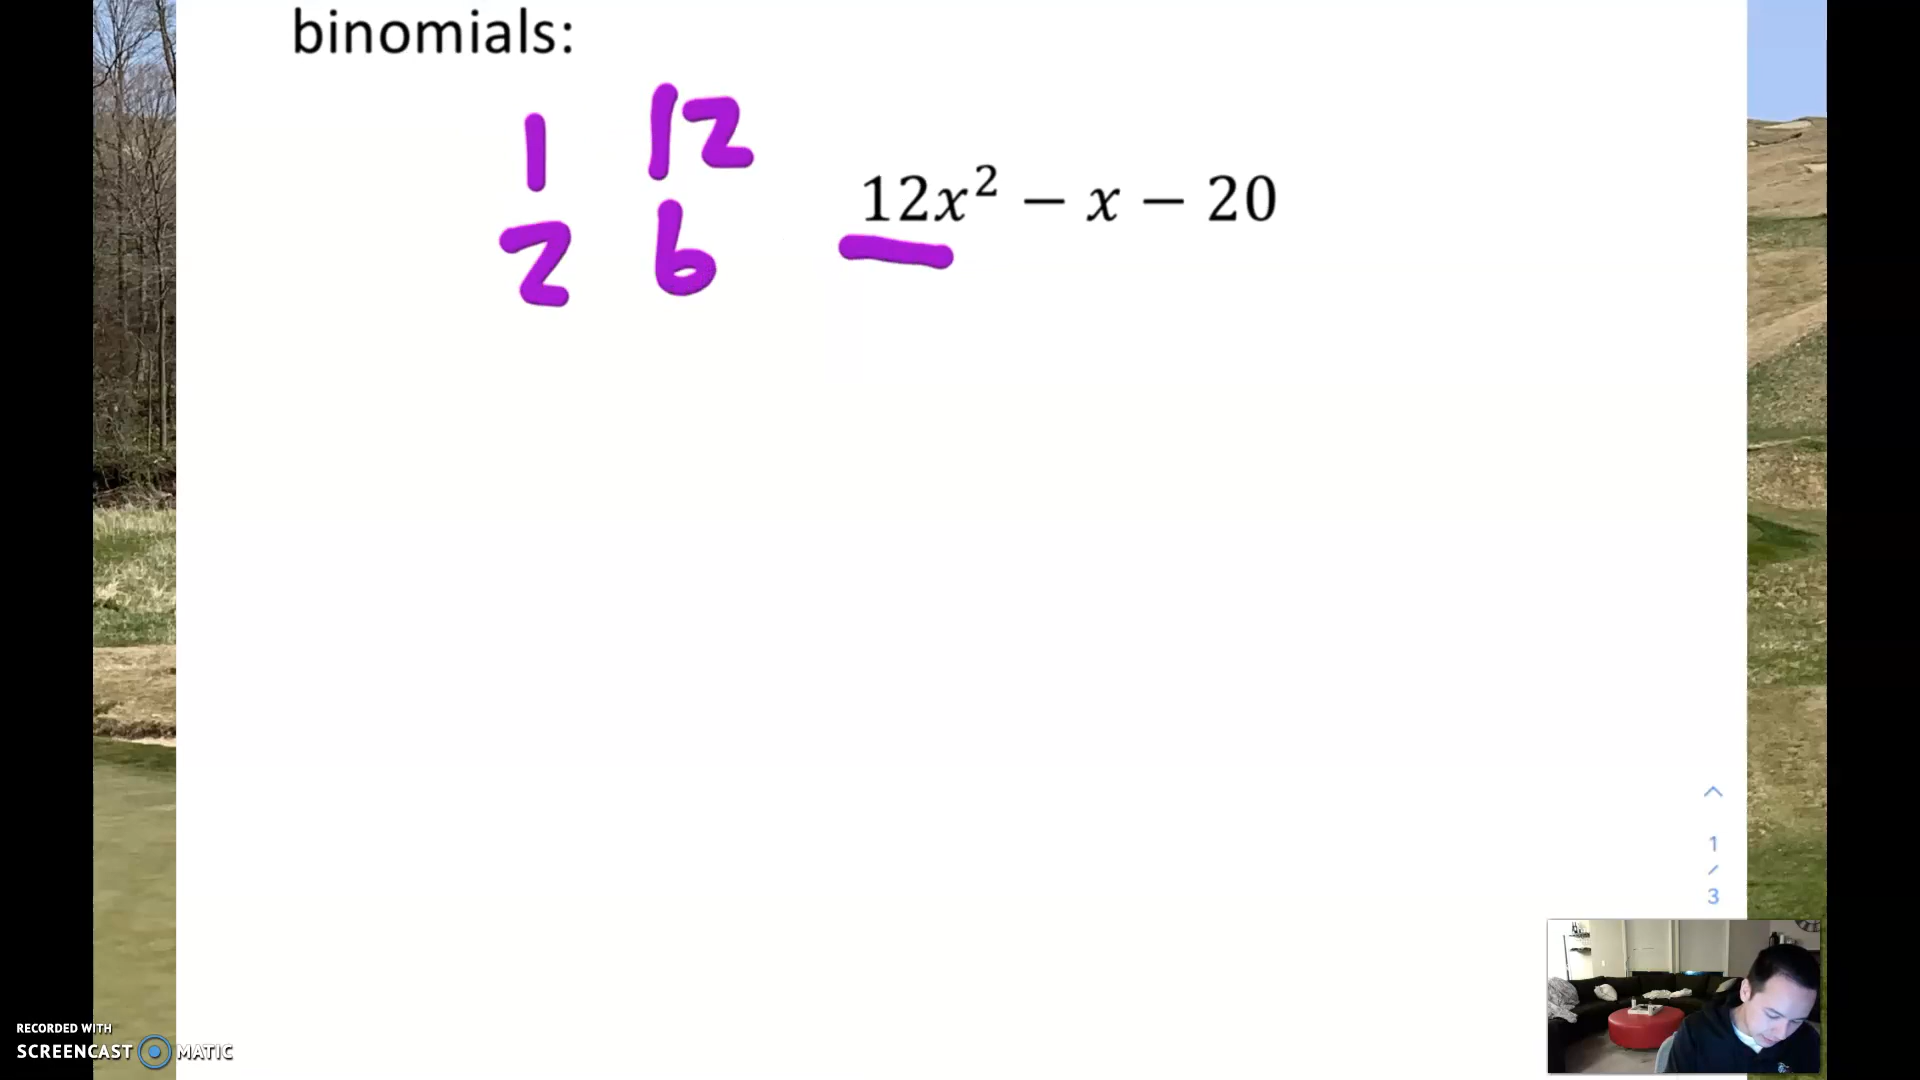 binomials:
1 12
2 6
12x² − x − 20
1
/
3
RECORDED WITH
SCREENCAST MATIC